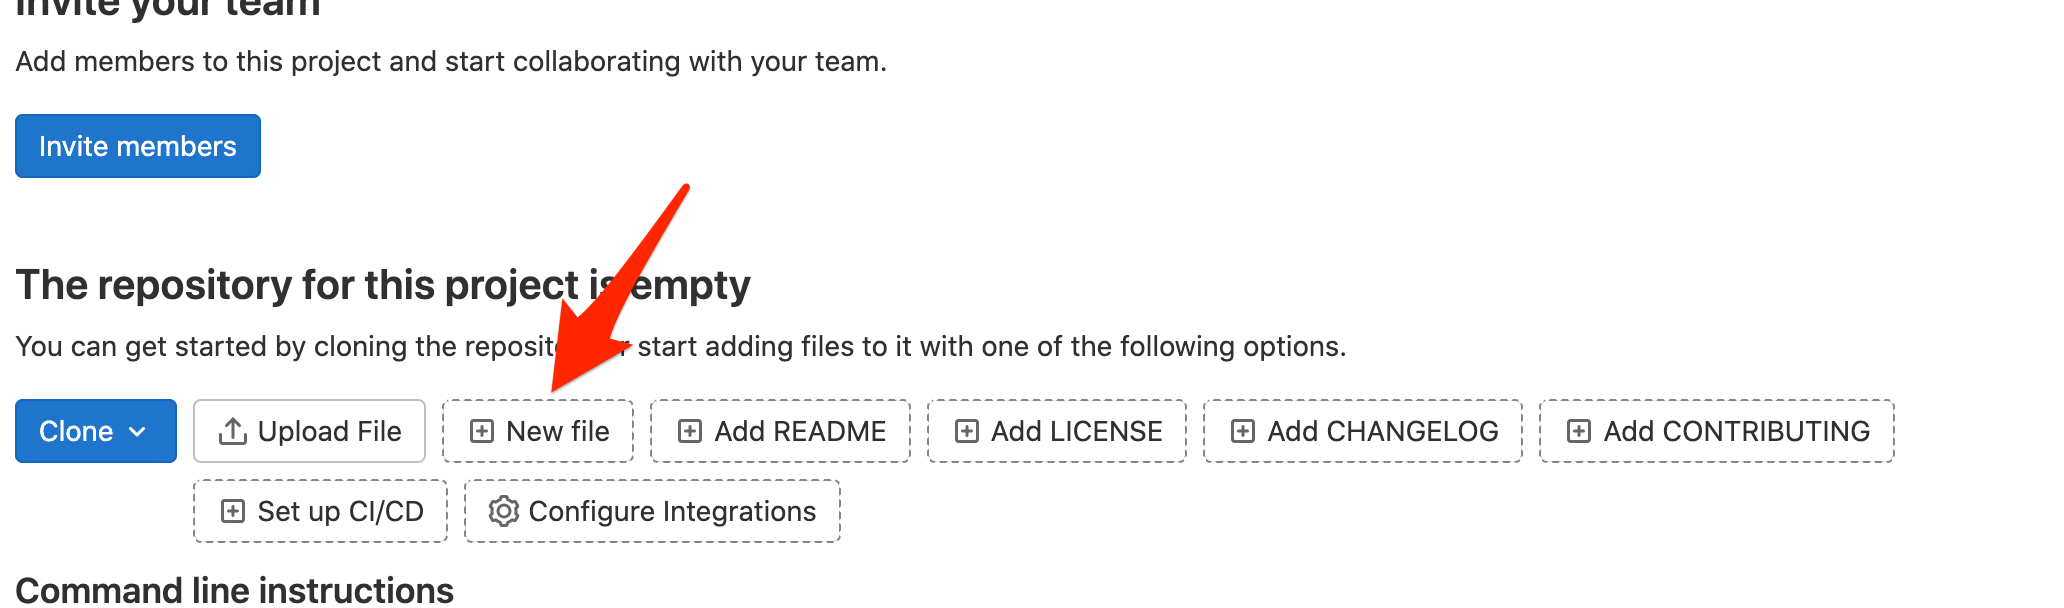 Invite your team
Add members to this project and start collaborating with your team.
Invite members
The repository for this project is empty
You can get started by cloning the repository or start adding files to it with one of the following options.
Clone
Upload File
New file
Add README
Add LICENSE
Add CHANGELOG
Add CONTRIBUTING
Set up CI/CD
Configure Integrations
Command line instructions